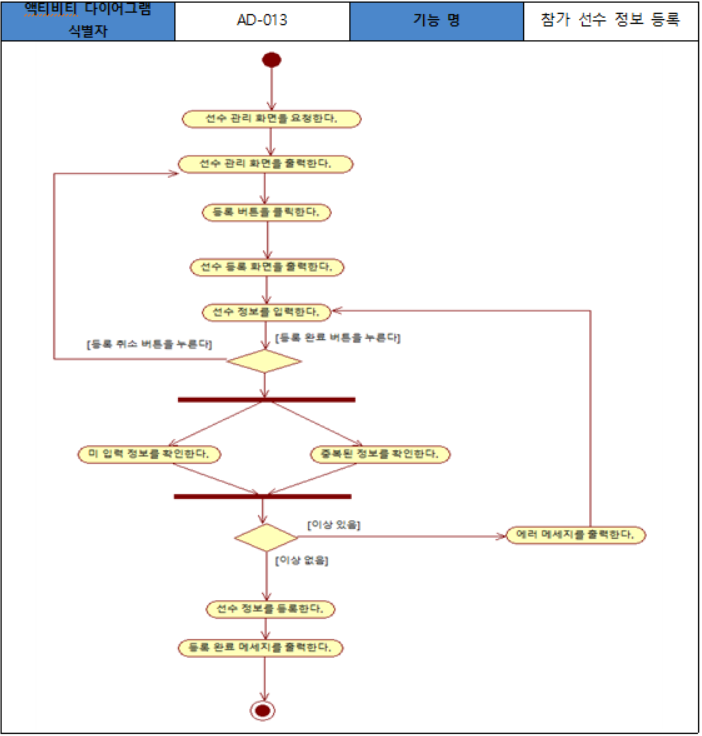 액티비티 다이어그램
식별자
AD-013
기능 명
참가 선수 정보 등록
선수 관리 화면을 요청한다.
선수 관리 화면을 출력한다.
등록 버튼을 클릭한다.
선수 등록 화면을 출력한다.
선수 정보를 입력한다.
[등록 취소 버튼을 누른다]
[등록 완료 버튼을 누른다]
미 입력 정보를 확인한다.
중복된 정보를 확인한다.
[이상 있음]
에러 메세지를 출력한다.
[이상 없음]
선수 정보를 등록한다.
등록 완료 메세지를 출력한다.